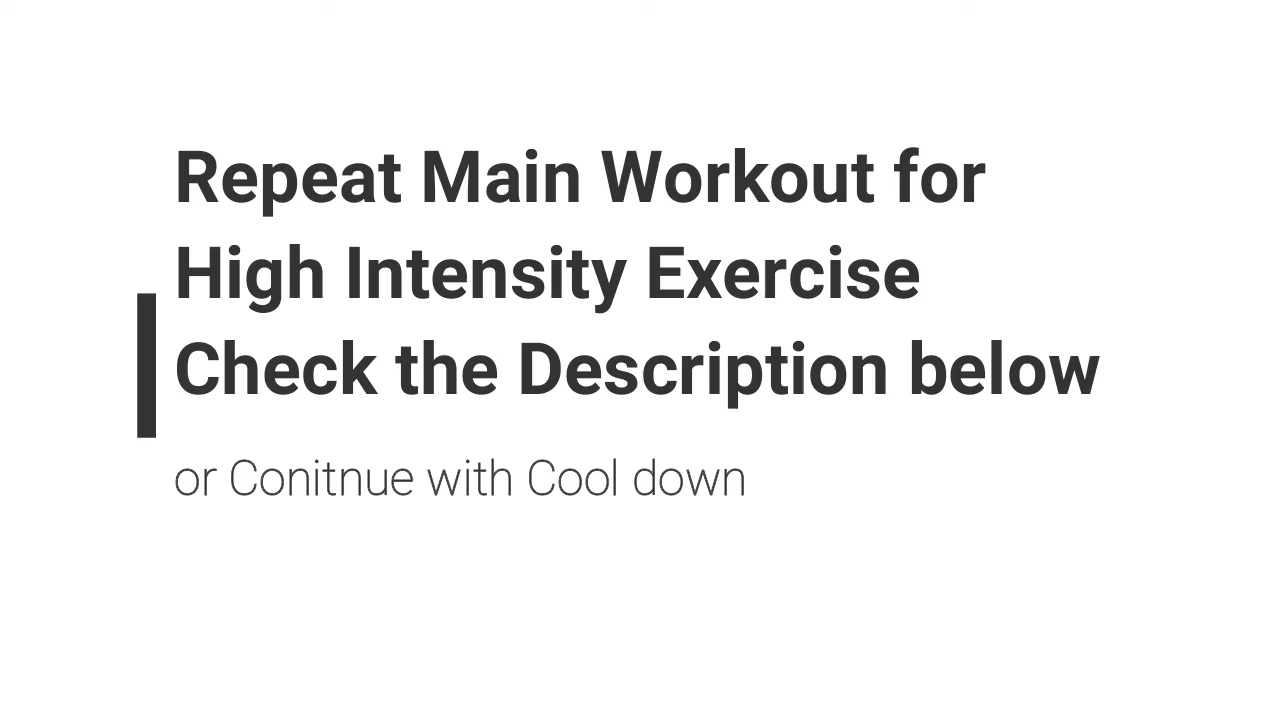 Repeat Main Workout for
High Intensity Exercise
Check the Description below
or Conitnue with Cool down